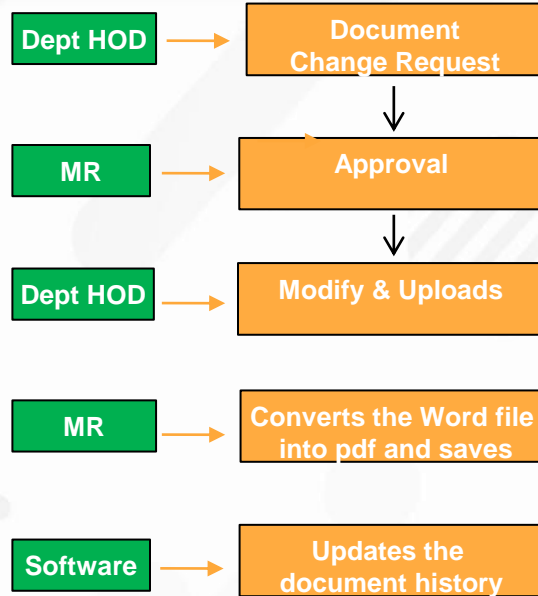 Dept HOD
Document
Change Request
MR
Approval
Dept HOD
Modify & Uploads
MR
Converts the Word file
into pdf and saves
Software
Updates the
document history